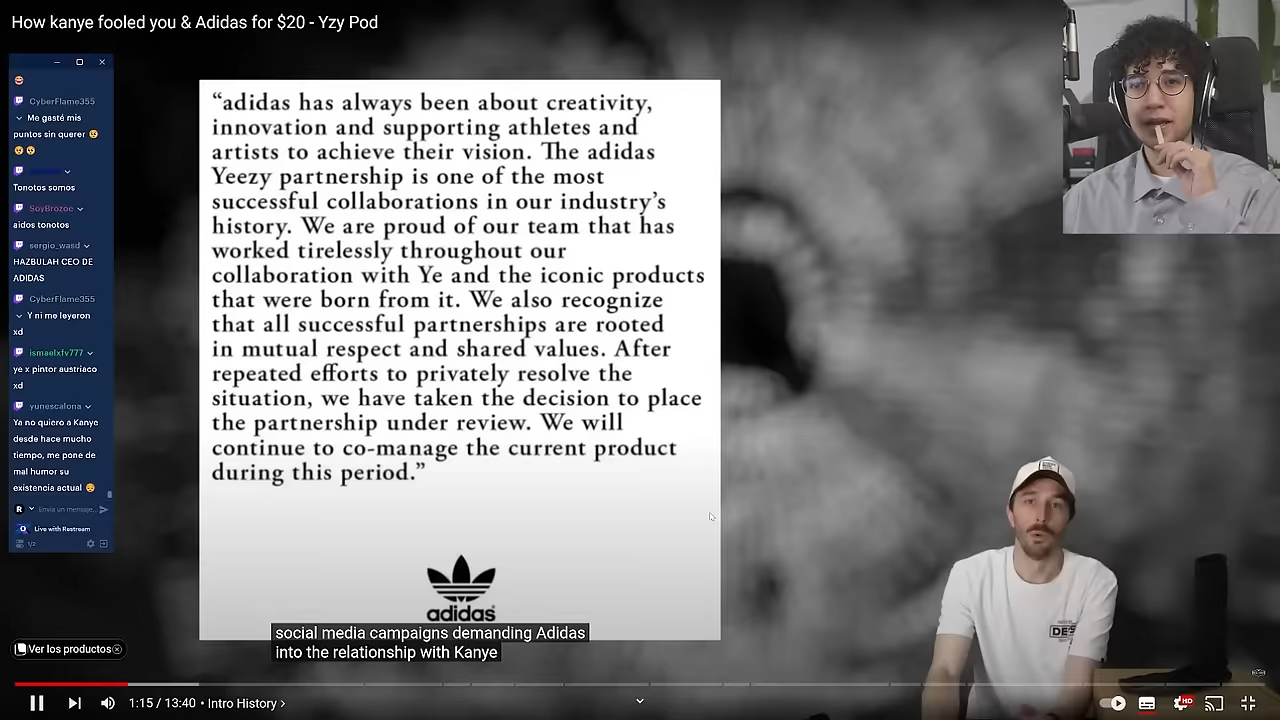 How kanye fooled you & Adidas for $20 - Yzy Pod
CyberFlame355
Me gasté mis
puntos sin querer
Tonotos somos
SoyBrozoc
aidos tonotos
sergio_wasd
HAZBULAH CEO DE
ADIDAS
CyberFlame355
Y ni me leyeron
xd
ismaelxfv777
ye x pintor austriaco
xd
yunescalona
Ya no quiero a Kanye
desde hace mucho
tiempo, me pone de
mal humor su
existencia actual
R
Envía un mensaje...
Live with Restream
1/2
“adidas has always been about creativity,
innovation and supporting athletes and
artists to achieve their vision. The adidas
Yeezy partnership is one of the most
successful collaborations in our industry’s
history. We are proud of our team that has
worked tirelessly throughout our
collaboration with Ye and the iconic products
that were born from it. We also recognize
that all successful partnerships are rooted
in mutual respect and shared values. After
repeated efforts to privately resolve the
situation, we have taken the decision to place
the partnership under review. We will
continue to co-manage the current product
during this period.”
adidas
social media campaigns demanding Adidas
into the relationship with Kanye
Ver los productos
1:15 / 13:40 • Intro History
HD